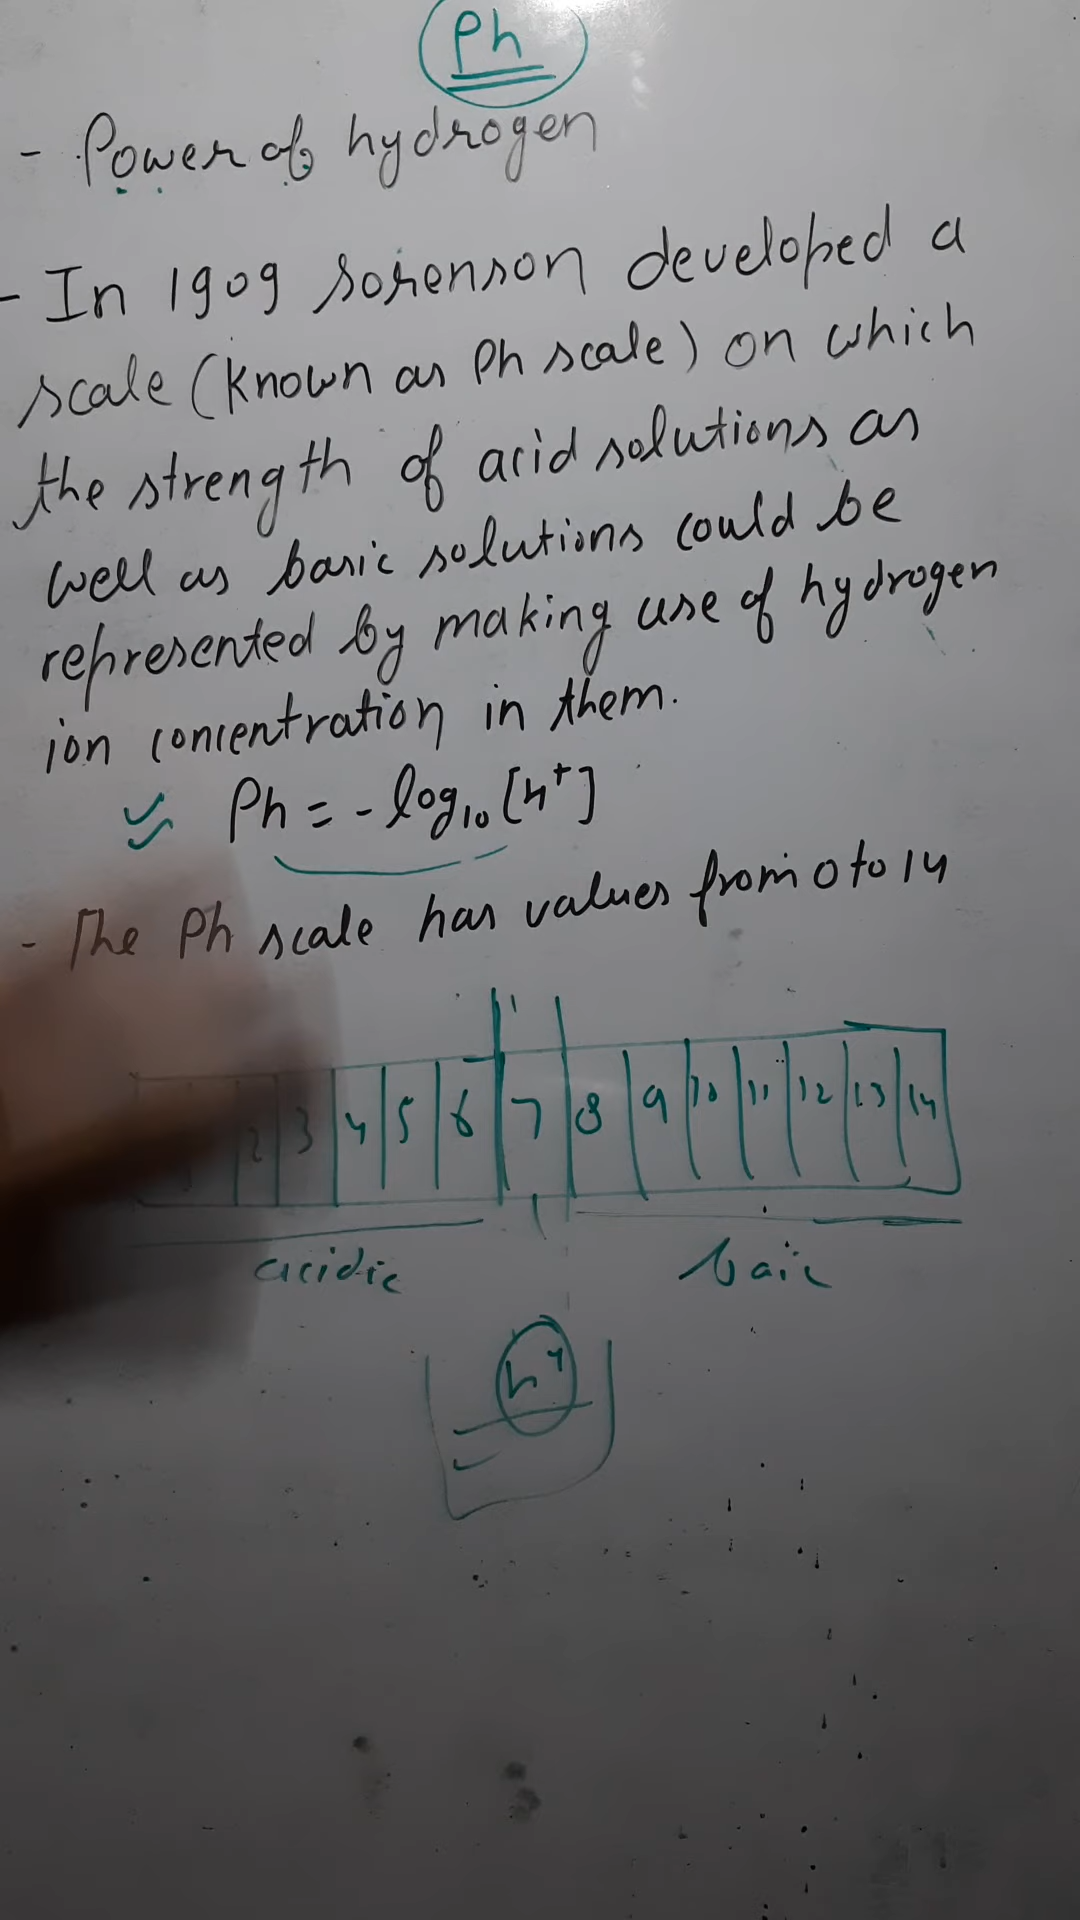 Ph
- Power of hydrogen
- In 1909 sorenson developed a
scale (known as Ph scale) on which
the strength of acid solutions as
well as basic solutions could be
represented by making use of hydrogen
ion concentration in them.
Ph = -log₁₀ [h⁺]
- The Ph scale has values from 0 to 14
2 3 4 5 6 7 8 9 10 11 12 13 14
acidic baic
h⁺